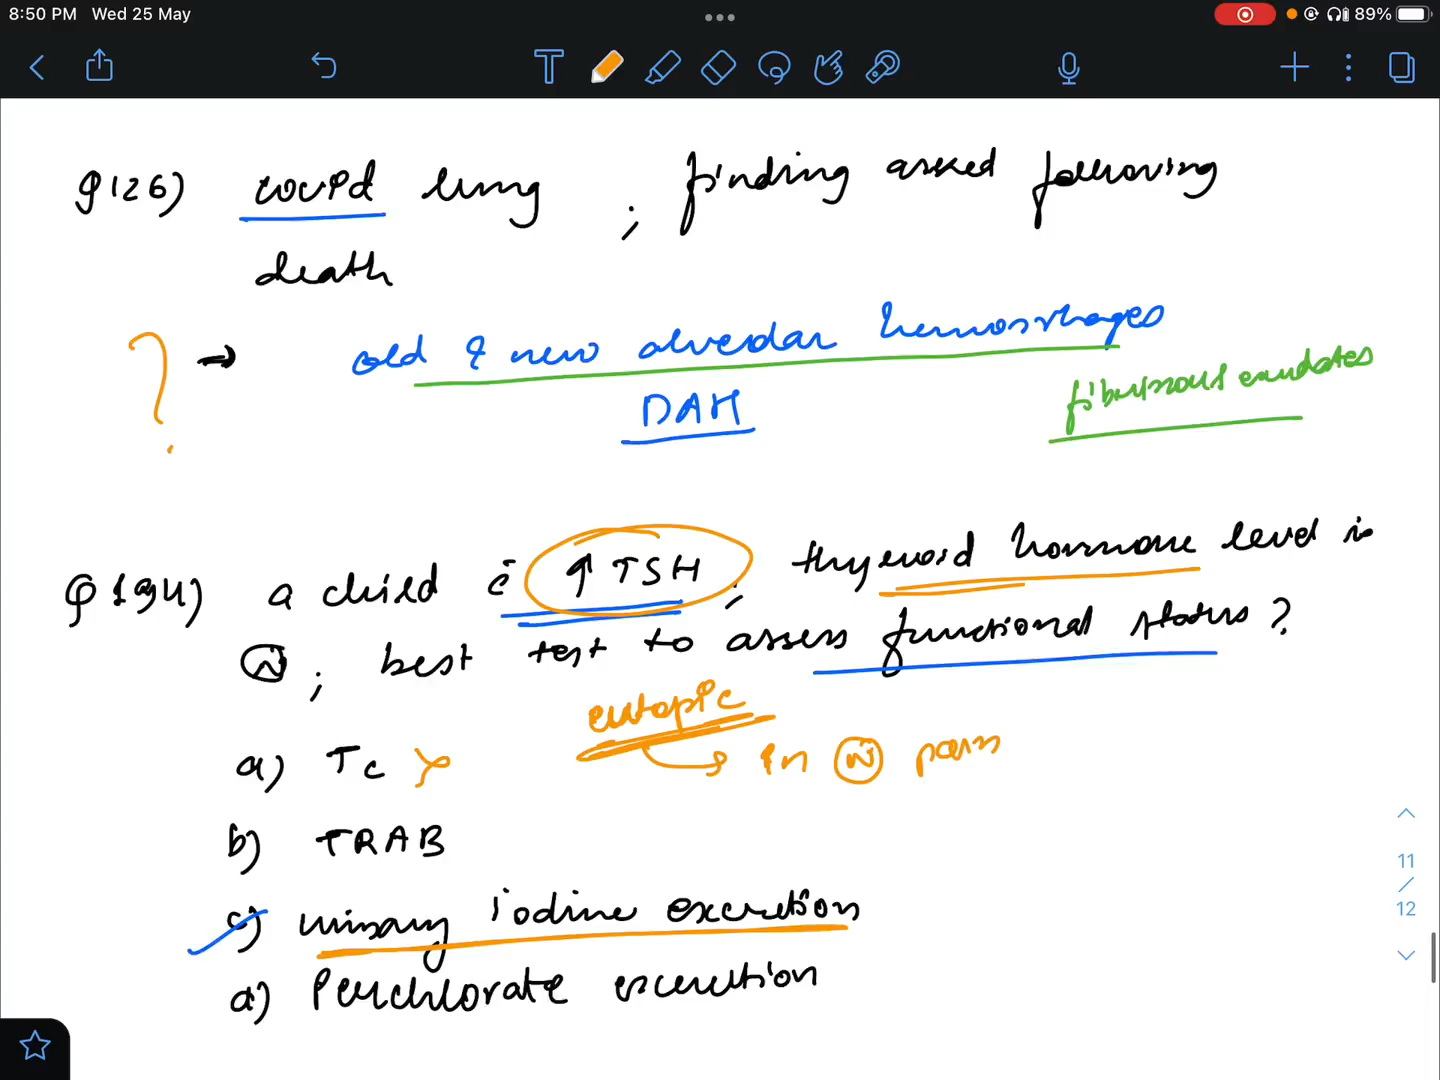 8:50 PM Wed 25 May
89%
Q126) covid lung ; finding asked following
death
? → old & new alveolar hemorrhages
fibrinous exudates
DAH
Q194) a child c̄ ↑ TSH ; thyroid hormone level is
N ; best test to assess functional status ?
eutopic
→ in N posn
a) Tc
b) TRAB
c) urinary iodine excretion
d) Perchlorate excretion
11
/
12